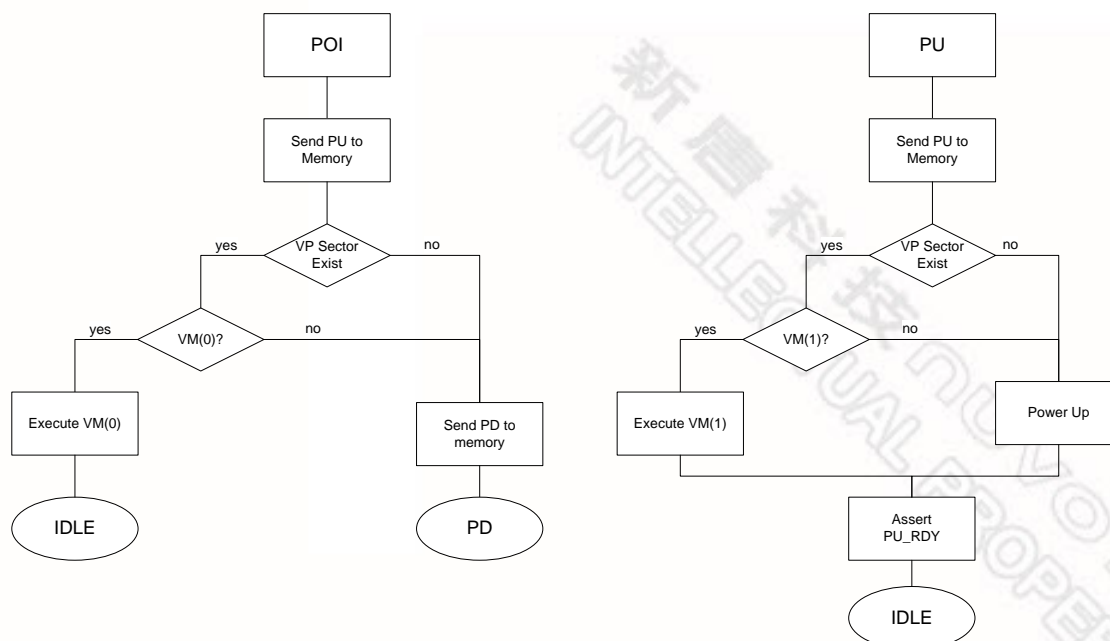 POI
Send PU to
Memory
yes
VP Sector
Exist
no
yes
VM(0)?
no
Execute VM(0)
Send PD to
memory
IDLE
PD
PU
Send PU to
Memory
yes
VP Sector
Exist
no
yes
VM(1)?
no
Execute VM(1)
Power Up
Assert
PU_RDY
IDLE
新唐科技 NUVO
INTELLECTUAL PROPER